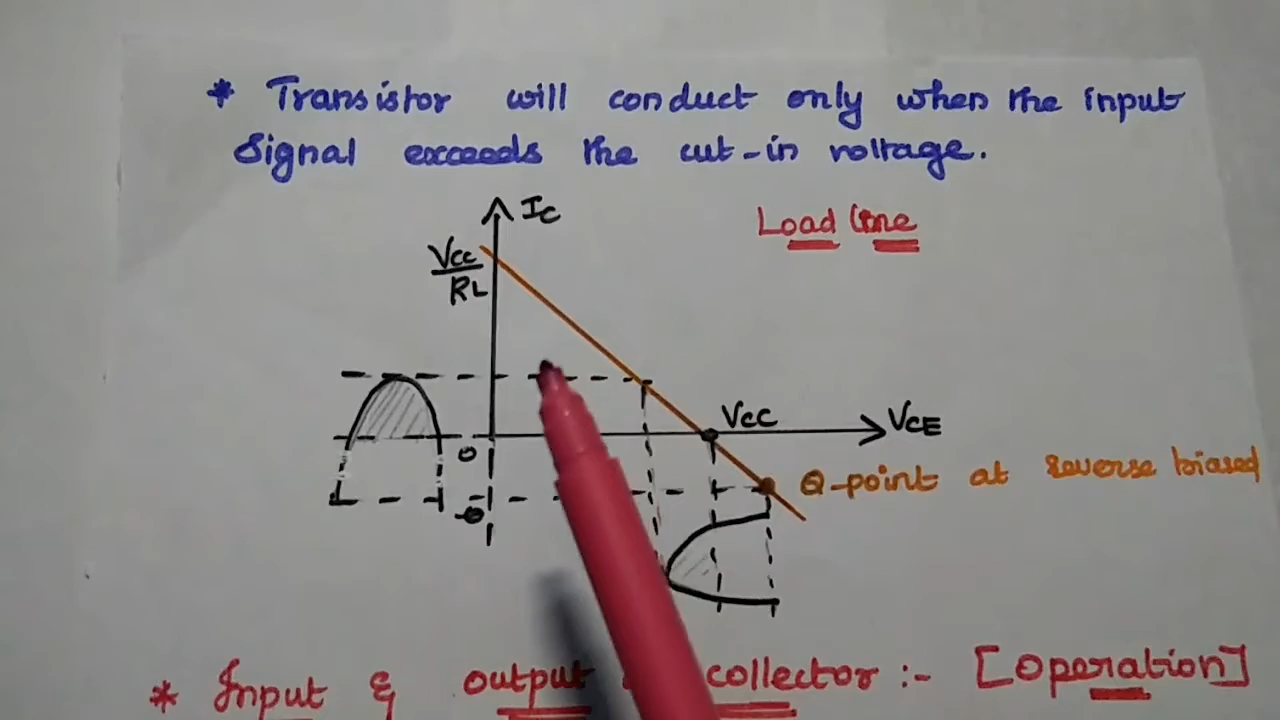 * Transistor will conduct only when the input
signal exceeds the cut-in voltage.
Load line
IC
VCC
RL
VCC
VCE
0
Q-point at reverse biased
-0
* Input & output collector :- [operation]